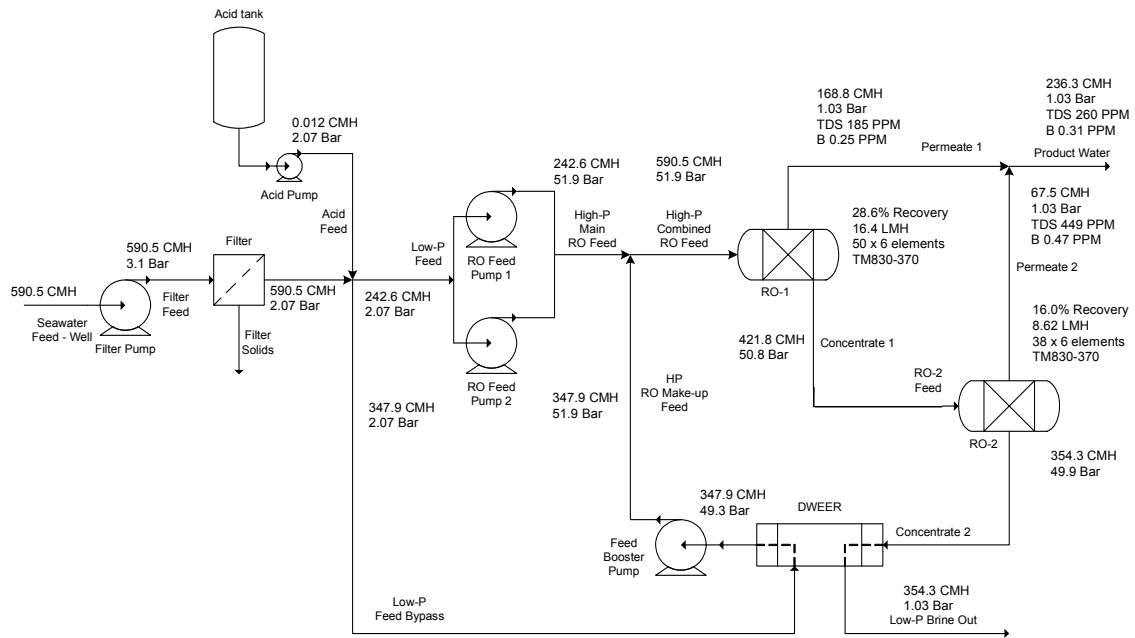 Acid tank
0.012 CMH
2.07 Bar
Acid Pump
Acid
Feed
590.5 CMH
3.1 Bar
590.5 CMH
Seawater
Feed - Well
Filter Pump
Filter
Feed
Filter
Filter
Solids
590.5 CMH
2.07 Bar
Low-P
Feed
242.6 CMH
2.07 Bar
347.9 CMH
2.07 Bar
RO Feed
Pump 1
RO Feed
Pump 2
242.6 CMH
51.9 Bar
High-P
Main
RO Feed
590.5 CMH
51.9 Bar
High-P
Combined
RO Feed
168.8 CMH
1.03 Bar
TDS 185 PPM
B 0.25 PPM
Permeate 1
236.3 CMH
1.03 Bar
TDS 260 PPM
B 0.31 PPM
Product Water
67.5 CMH
1.03 Bar
TDS 449 PPM
B 0.47 PPM
Permeate 2
28.6% Recovery
16.4 LMH
50 x 6 elements
TM830-370
RO-1
421.8 CMH
50.8 Bar
Concentrate 1
16.0% Recovery
8.62 LMH
38 x 6 elements
TM830-370
RO-2
Feed
RO-2
354.3 CMH
49.9 Bar
HP
RO Make-up
Feed
347.9 CMH
51.9 Bar
347.9 CMH
49.3 Bar
Feed
Booster
Pump
DWEER
Concentrate 2
354.3 CMH
1.03 Bar
Low-P Brine Out
Low-P
Feed Bypass